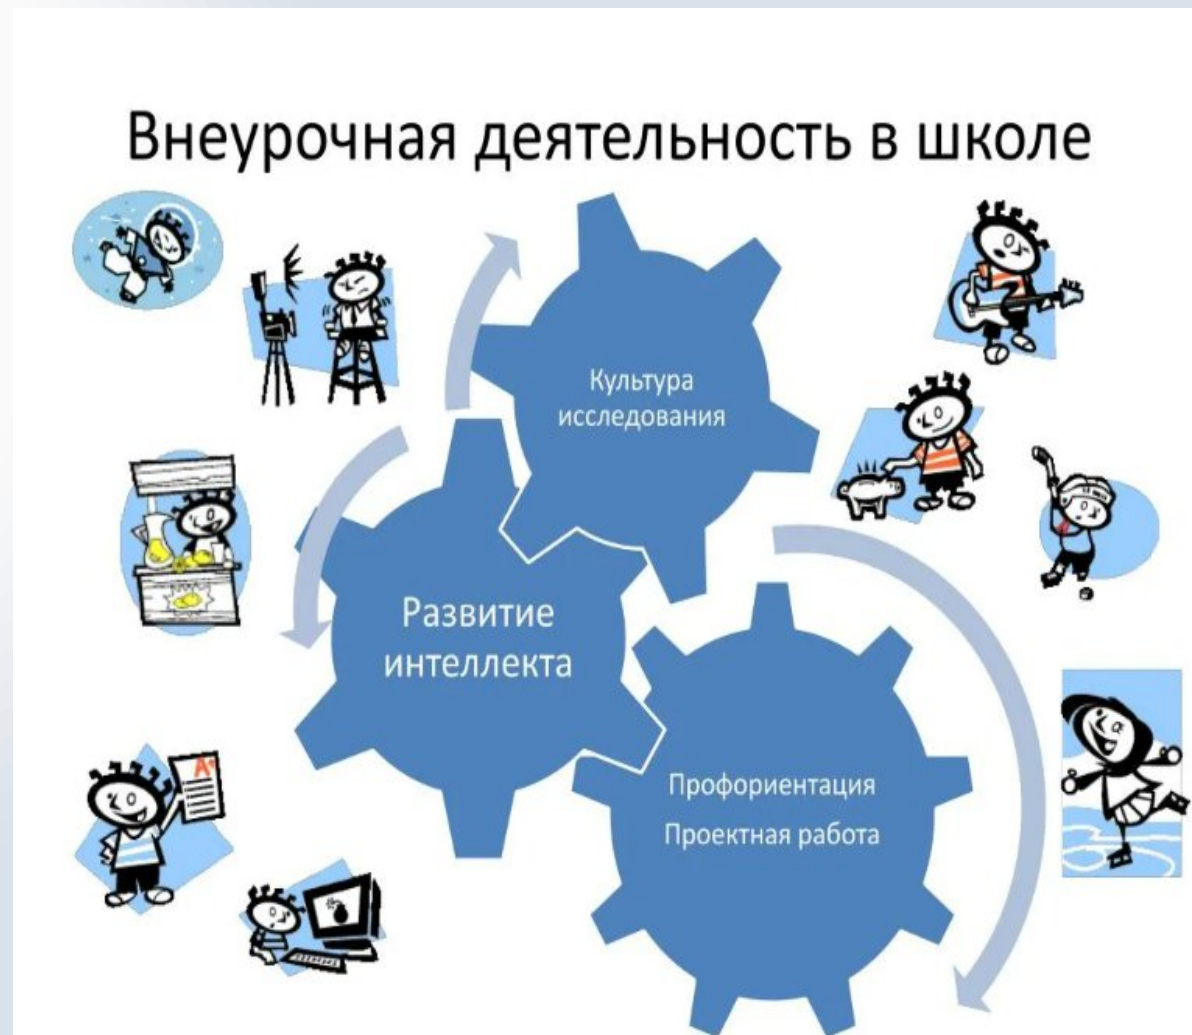 Внеурочная деятельность в школе
Культура
исследования
Развитие
интеллекта
Профориентация
Проектная работа
A+